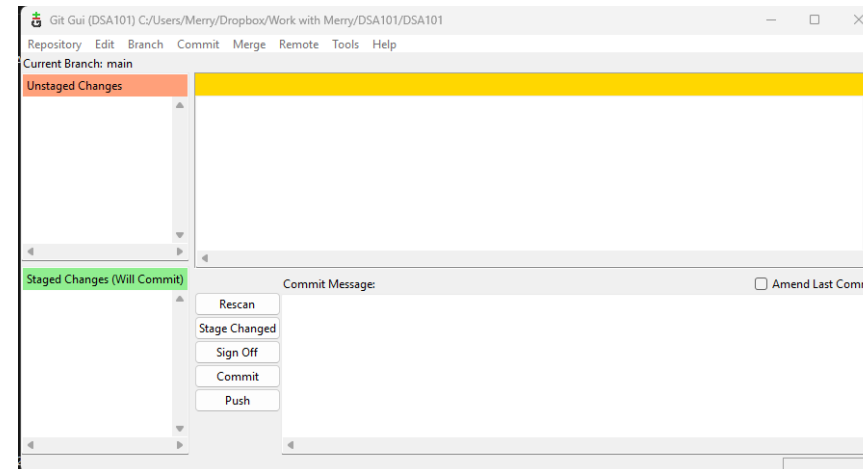 Git Gui (DSA101) C:/Users/Merry/Dropbox/Work with Merry/DSA101/DSA101
Repository Edit Branch Commit Merge Remote Tools Help
Current Branch: main
Unstaged Changes
Staged Changes (Will Commit)
Commit Message:
Amend Last Comm
Rescan
Stage Changed
Sign Off
Commit
Push